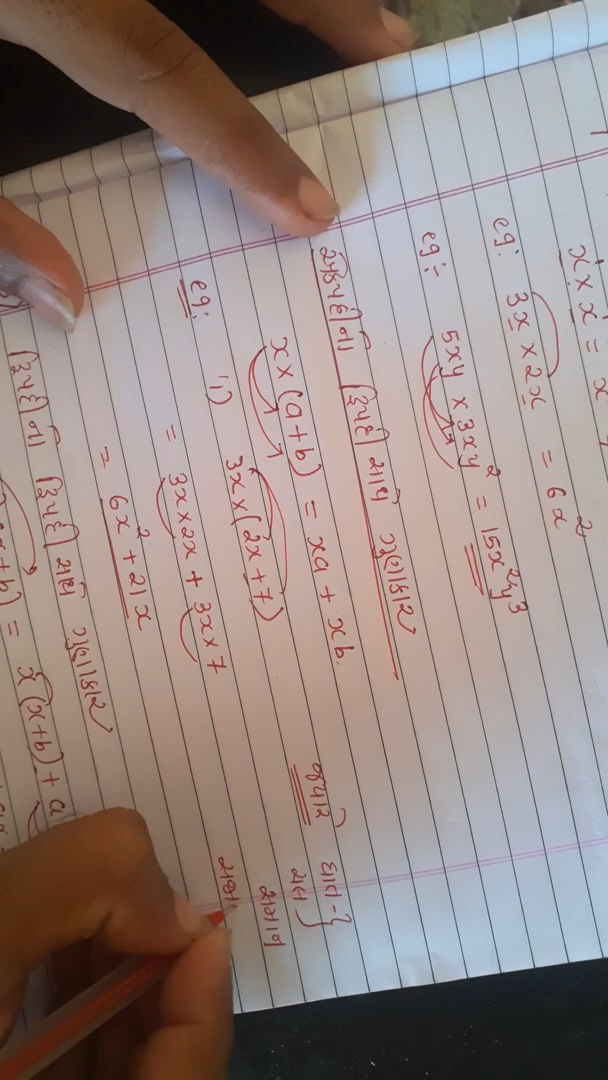 x × x = x
eg: 3x × 2x = 6x²
eg:- 5xy × 3xy² = 15x²y³
એકપદીનો દ્વિપદી સાથે ગુણાકાર
x × (a + b) = xa + xb.
eg: (i) 3x × (2x + 7)
= 3x × 2x + 3x × 7
= 6x² + 21x
દ્વિપદીનો દ્વિપદી સાથે ગુણાકાર
x + b) = x (x + b) + a
જ્યારે
ઘાત -
સમાન